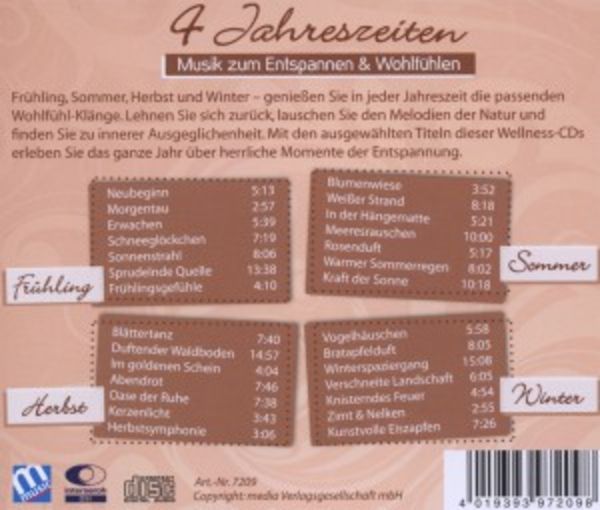 4 Jahreszeiten
Musik zum Entspannen & Wohlfühlen
Frühling, Sommer, Herbst und Winter – genießen Sie in jeder Jahreszeit die passenden
Wohlfühl-Klänge. Lehnen Sie sich zurück, lauschen Sie den Melodien der Natur und
finden Sie zu innerer Ausgeglichenheit. Mit den ausgewählten Titeln dieser Wellness-CDs
erleben Sie das ganze Jahr über herrliche Momente der Entspannung.
Frühling
Neubeginn 5:13
Morgentau 2:57
Erwachen 5:39
Schneeglöckchen 7:19
Sonnenstrahl 8:06
Sprudelnde Quelle 13:38
Frühlingsgefühle 4:10
Sommer
Blumenwiese 3:52
Weißer Strand 8:18
In der Hängematte 5:21
Meeresrauschen 10:00
Rosenduft 5:17
Warmer Sommerregen 8:02
Kraft der Sonne 10:18
Herbst
Blättertanz 7:40
Duftender Waldboden 14:57
Im goldenen Schein 4:04
Abendrot 7:46
Oase der Ruhe 7:38
Kerzenlicht 3:43
Herbstsymphonie 3:06
Winter
Vogelhäuschen 5:58
Bratapfelduft 8:05
Winterspaziergang 15:08
Verschneite Landschaft 6:05
Knisterndes Feuer 4:54
Zimt & Nelken 2:55
Kunstvolle Eiszapfen 7:26
m music
disc
Art.-Nr. 7209
Copyright: media Verlagsgesellschaft mbH
4 019393 972098